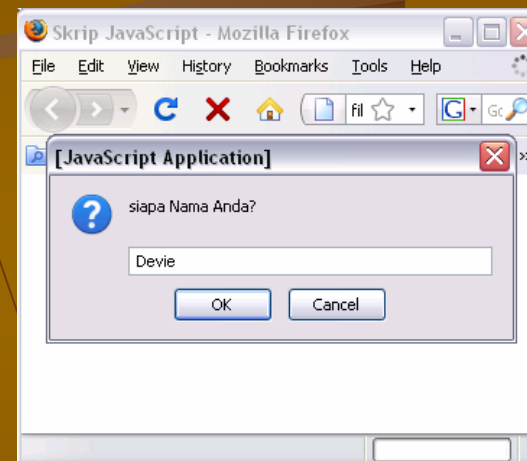 Skrip JavaScript - Mozilla Firefox
File Edit View History Bookmarks Tools Help
fil G Gc
[JavaScript Application]
siapa Nama Anda?
Devie
OK Cancel